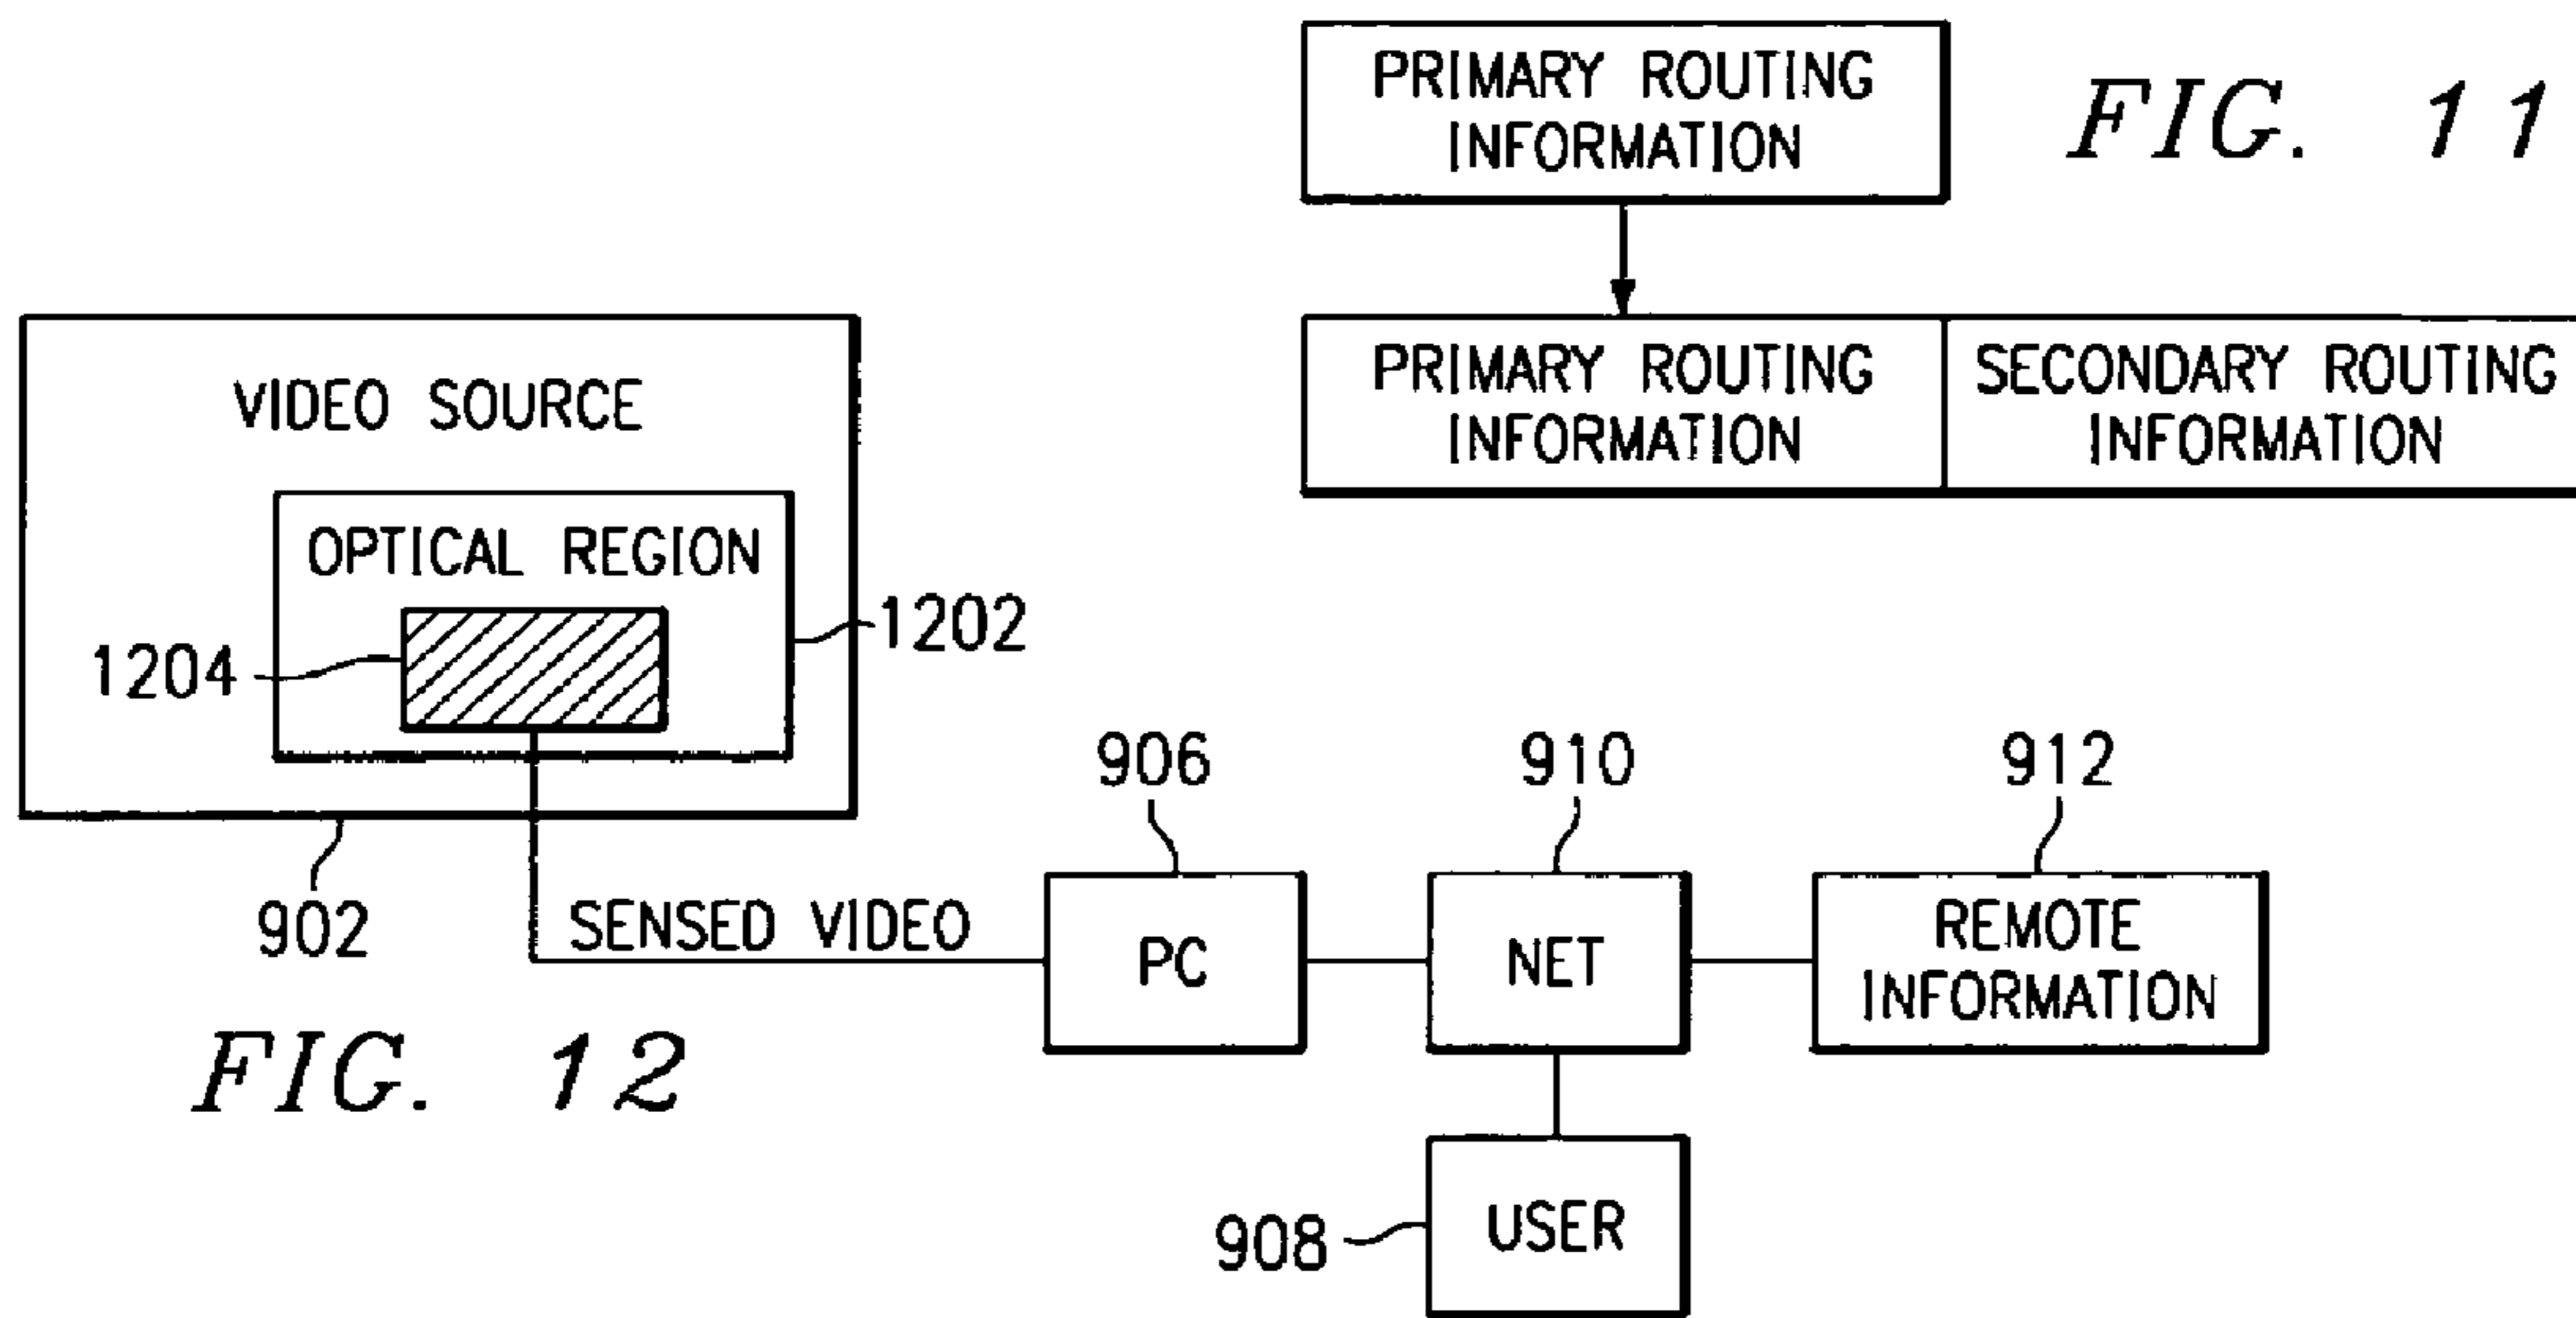 PRIMARY ROUTING
INFORMATION
FIG. 11
PRIMARY ROUTING
INFORMATION
SECONDARY ROUTING
INFORMATION
VIDEO SOURCE
OPTICAL REGION
1202
1204
902
SENSED VIDEO
906
PC
910
NET
912
REMOTE
INFORMATION
908
USER
FIG. 12